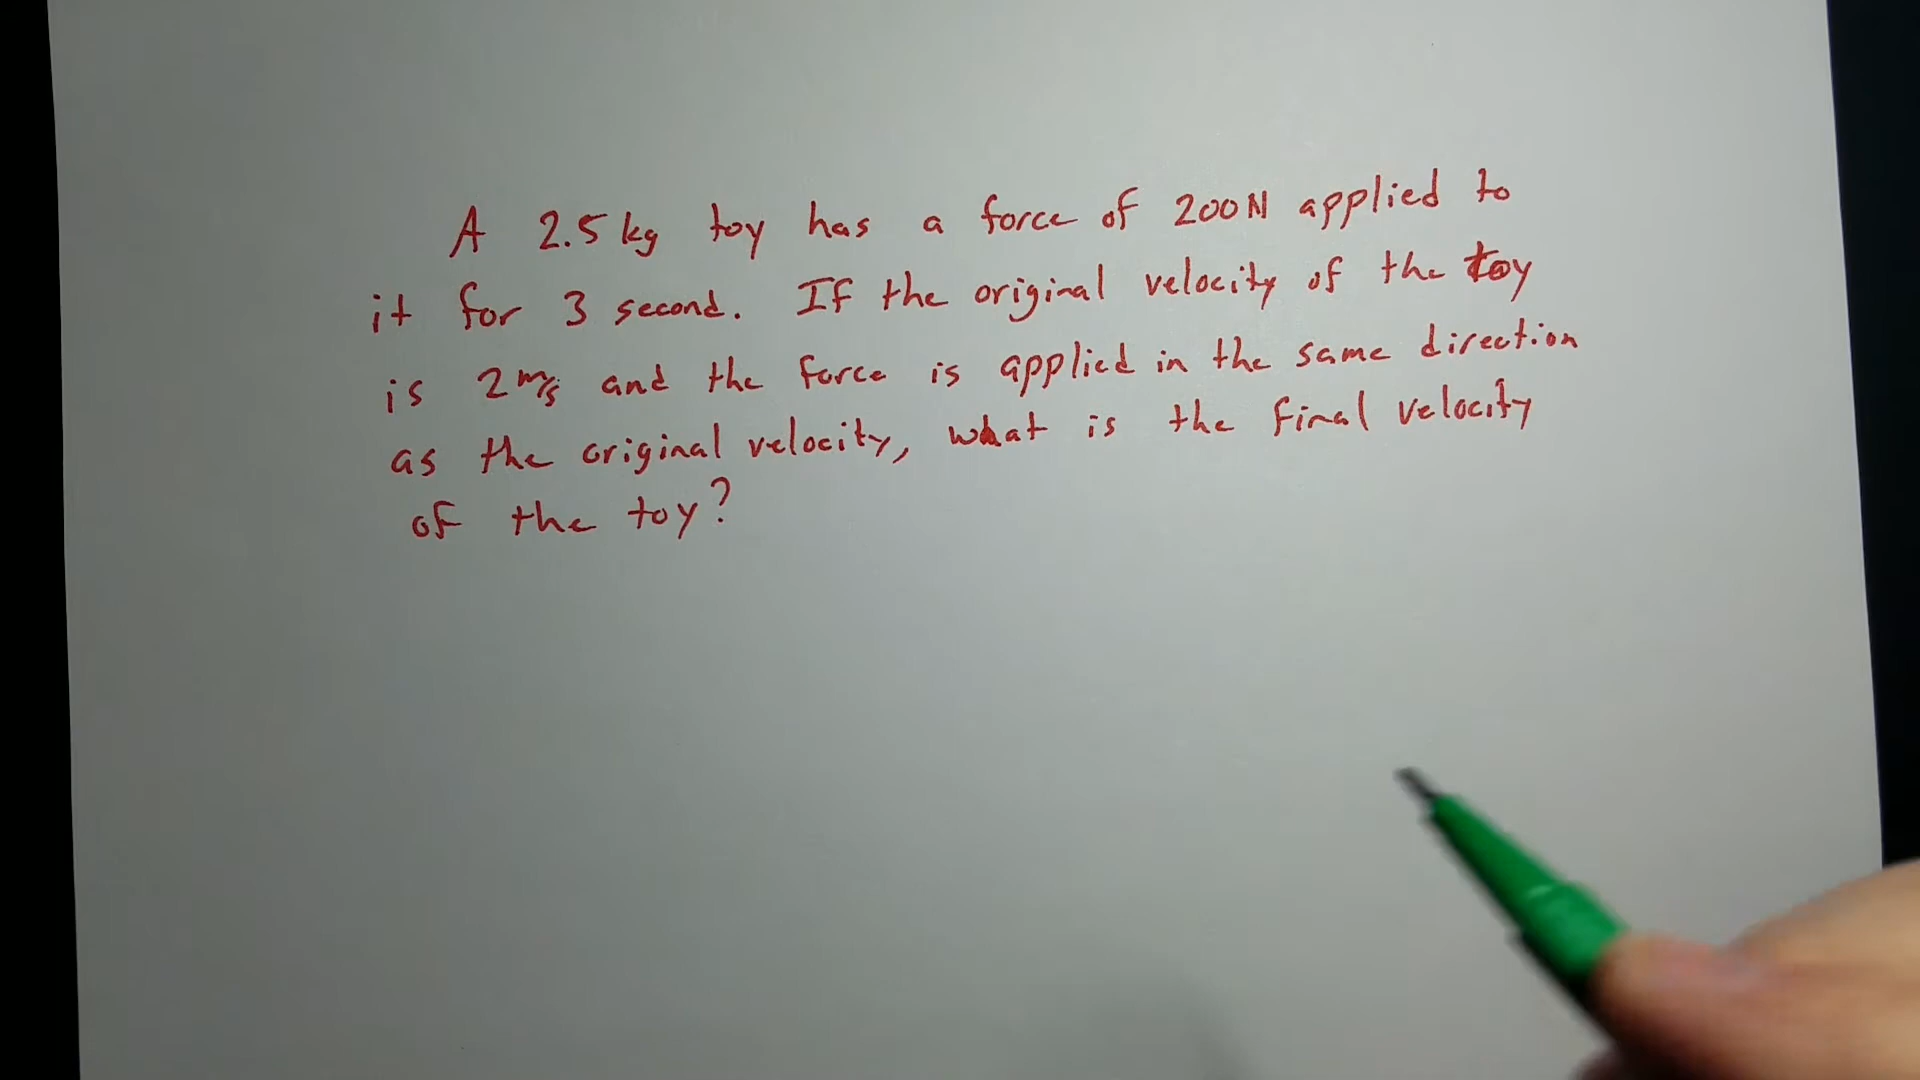 A 2.5 kg toy has a force of 200N applied to
it for 3 second. If the original velocity of the toy
is 2 m/s and the force is applied in the same direction
as the original velocity, what is the final velocity
of the toy?